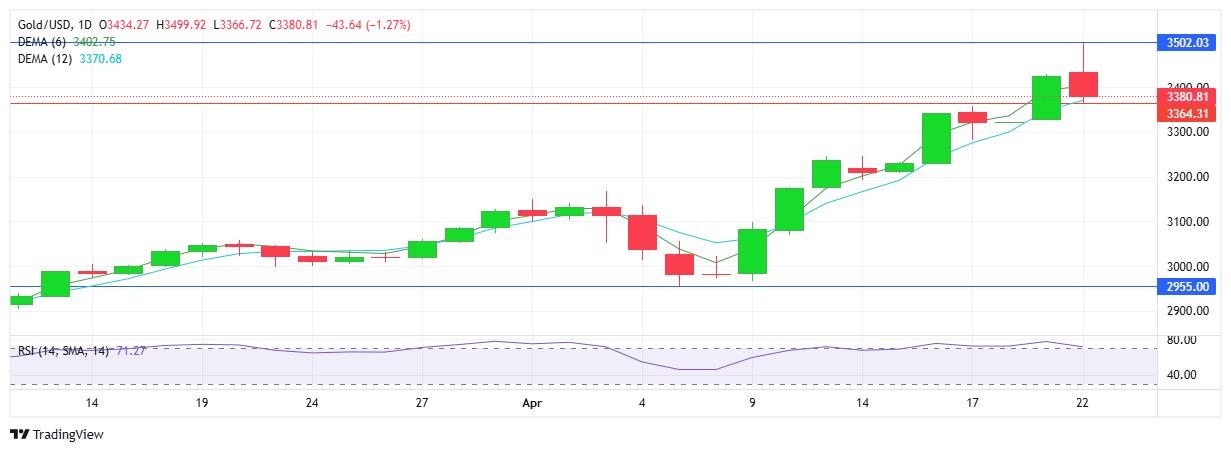 Gold/USD, 1D O3434.27 H3499.92 L3366.72 C3380.81 −43.64 (−1.27%)
DEMA (6) 3402.75
DEMA (12) 3370.68
3502.03
3400.00
3380.81
3364.31
3300.00
3200.00
3100.00
3000.00
2955.00
2900.00
RSI (14, SMA, 14) 71.27
80.00
40.00
14 19 24 27 Apr 4 9 14 17 22
TradingView